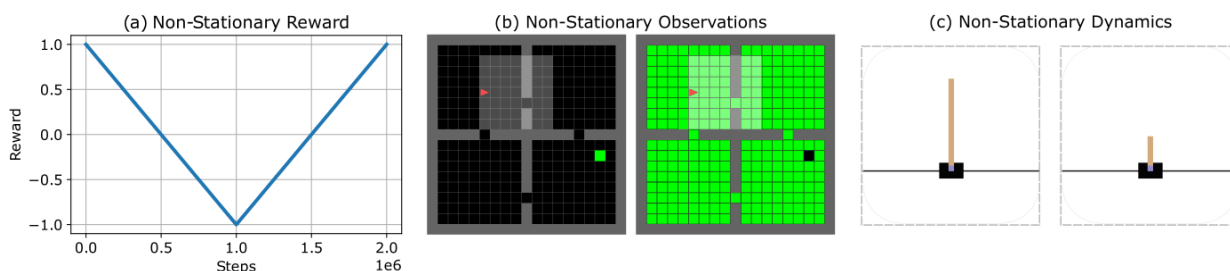 (a) Non-Stationary Reward
(b) Non-Stationary Observations
(c) Non-Stationary Dynamics
1.0
0.5
0.0
−0.5
−1.0
Reward
0.0
0.5
1.0
1.5
2.0
Steps
1e6